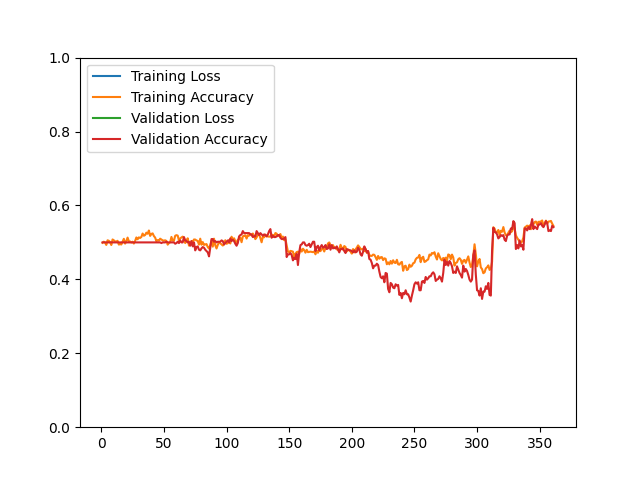 1.0
0.8
0.6
0.4
0.2
0.0
Training Loss
Training Accuracy
Validation Loss
Validation Accuracy
0 50 100 150 200 250 300 350